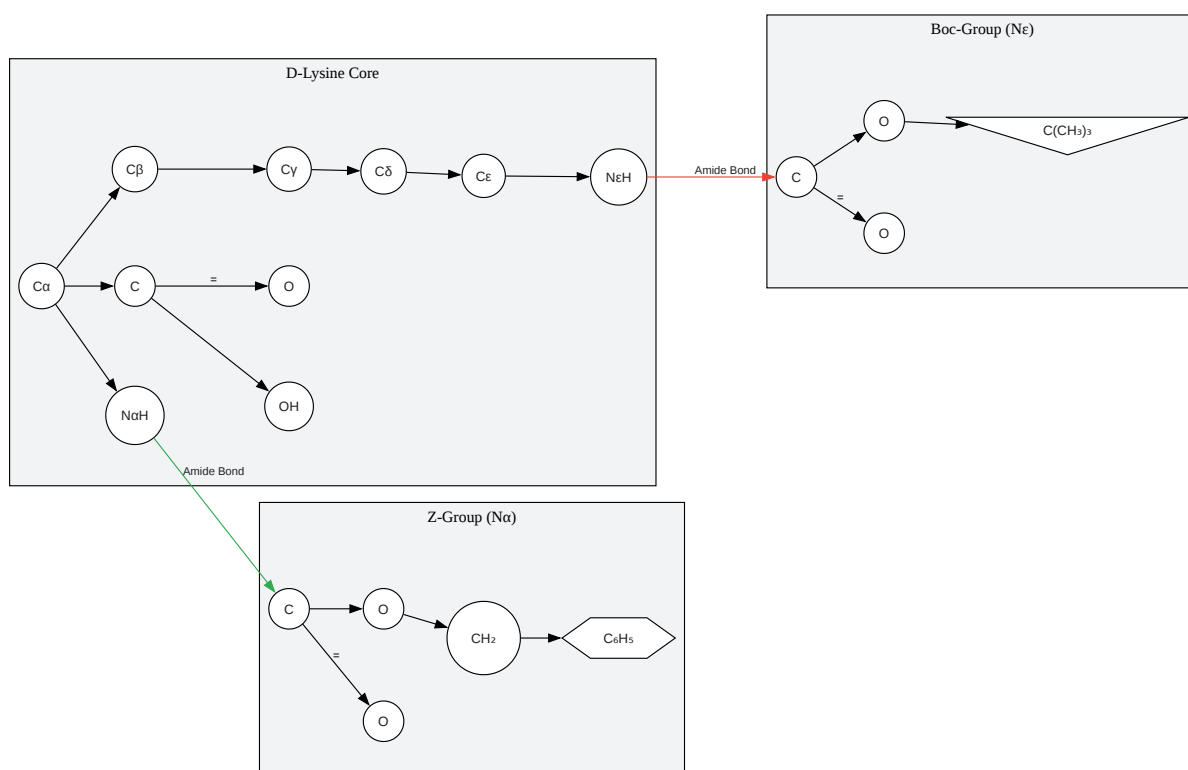 Boc-Group (Nε)
O
C(CH₃)₃
C
=
O
D-Lysine Core
Cβ
Cγ
Cδ
Cε
NεH
Amide Bond
Cα
C
=
O
OH
NαH
Amide Bond
Z-Group (Nα)
C
O
CH₂
C₆H₅
=
O